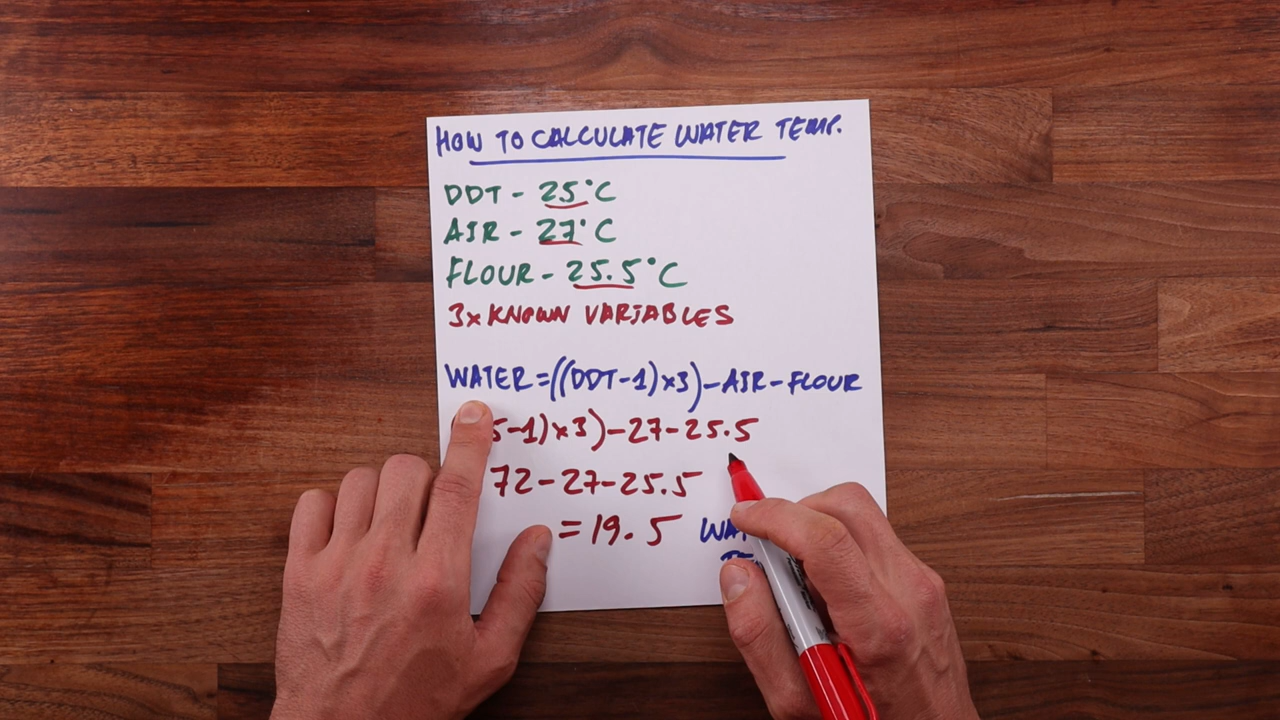 HOW TO CALCULATE WATER TEMP.
DDT - 25°C
AIR - 27°C
FLOUR - 25.5°C
3x KNOWN VARIABLES
WATER=((DDT-1)x3)-AIR-FLOUR
5-1)x3)-27-25.5
72-27-25.5
=19.5